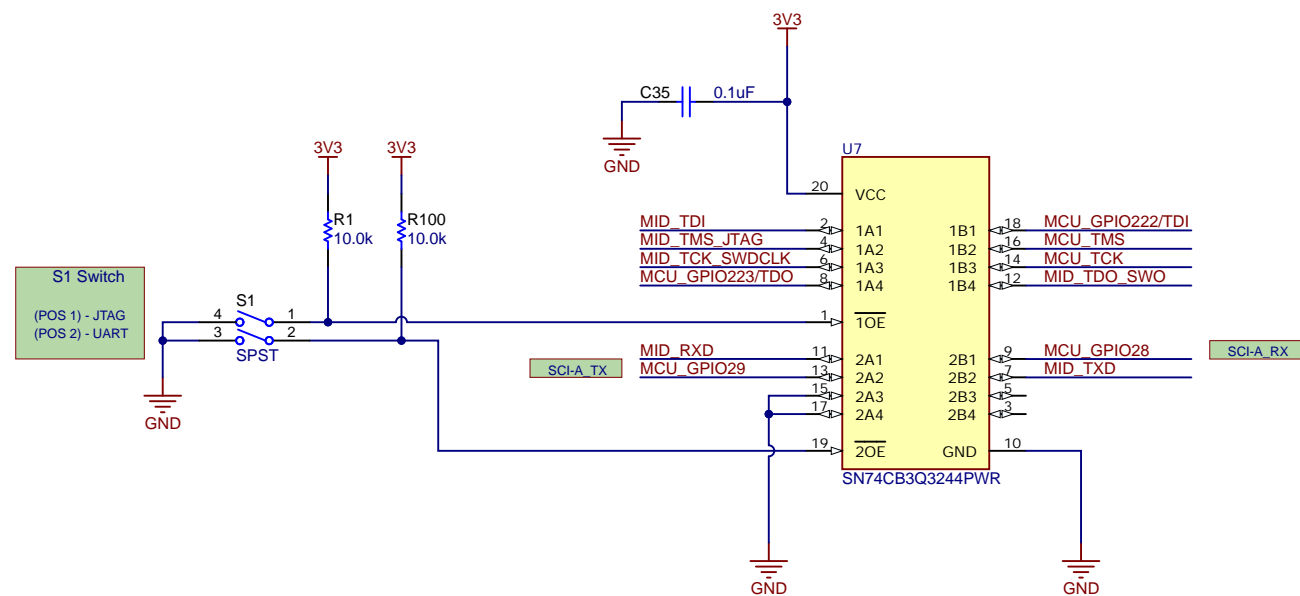 3V3
C35
0.1uF
GND
3V3
3V3
R1
10.0k
R100
10.0k
S1 Switch
(POS 1) - JTAG
(POS 2) - UART
S1
4
1
3
2
SPST
GND
U7
20
VCC
MID_TDI
2
1A1
1B1
18
MCU_GPIO222/TDI
MID_TMS_JTAG
4
1A2
1B2
16
MCU_TMS
MID_TCK_SWDCLK
6
1A3
1B3
14
MCU_TCK
MCU_GPIO223/TDO
8
1A4
1B4
12
MID_TDO_SWO
1
1OE
MID_RXD
11
2A1
2B1
9
MCU_GPIO28
SCI-A_RX
SCI-A_TX
MCU_GPIO29
13
2A2
2B2
7
MID_TXD
15
2A3
2B3
5
17
2A4
2B4
3
19
2OE
GND
10
SN74CB3Q3244PWR
GND
GND